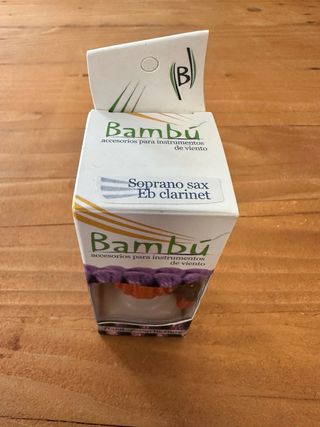 B
Bambú
accesorios para instrumentos
de viento
Soprano sax
Eb clarinet
Bambú
accesorios para instrumentos
de viento